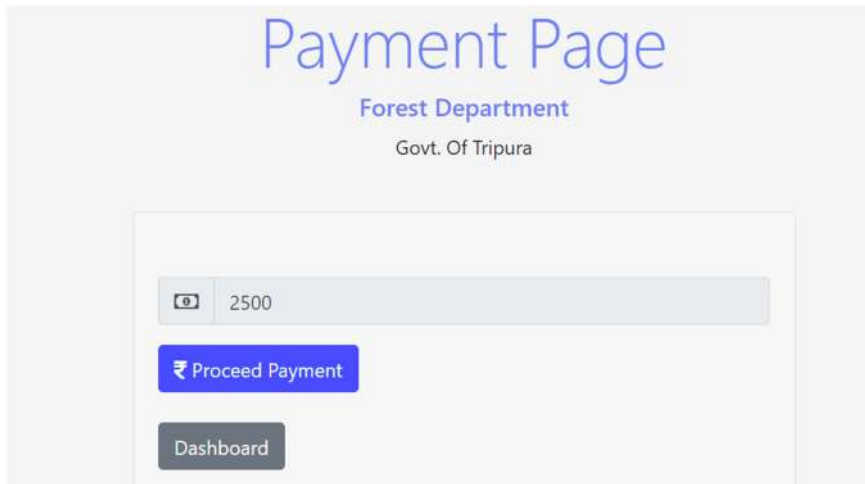 Payment Page
Forest Department
Govt. Of Tripura
2500
₹ Proceed Payment
Dashboard